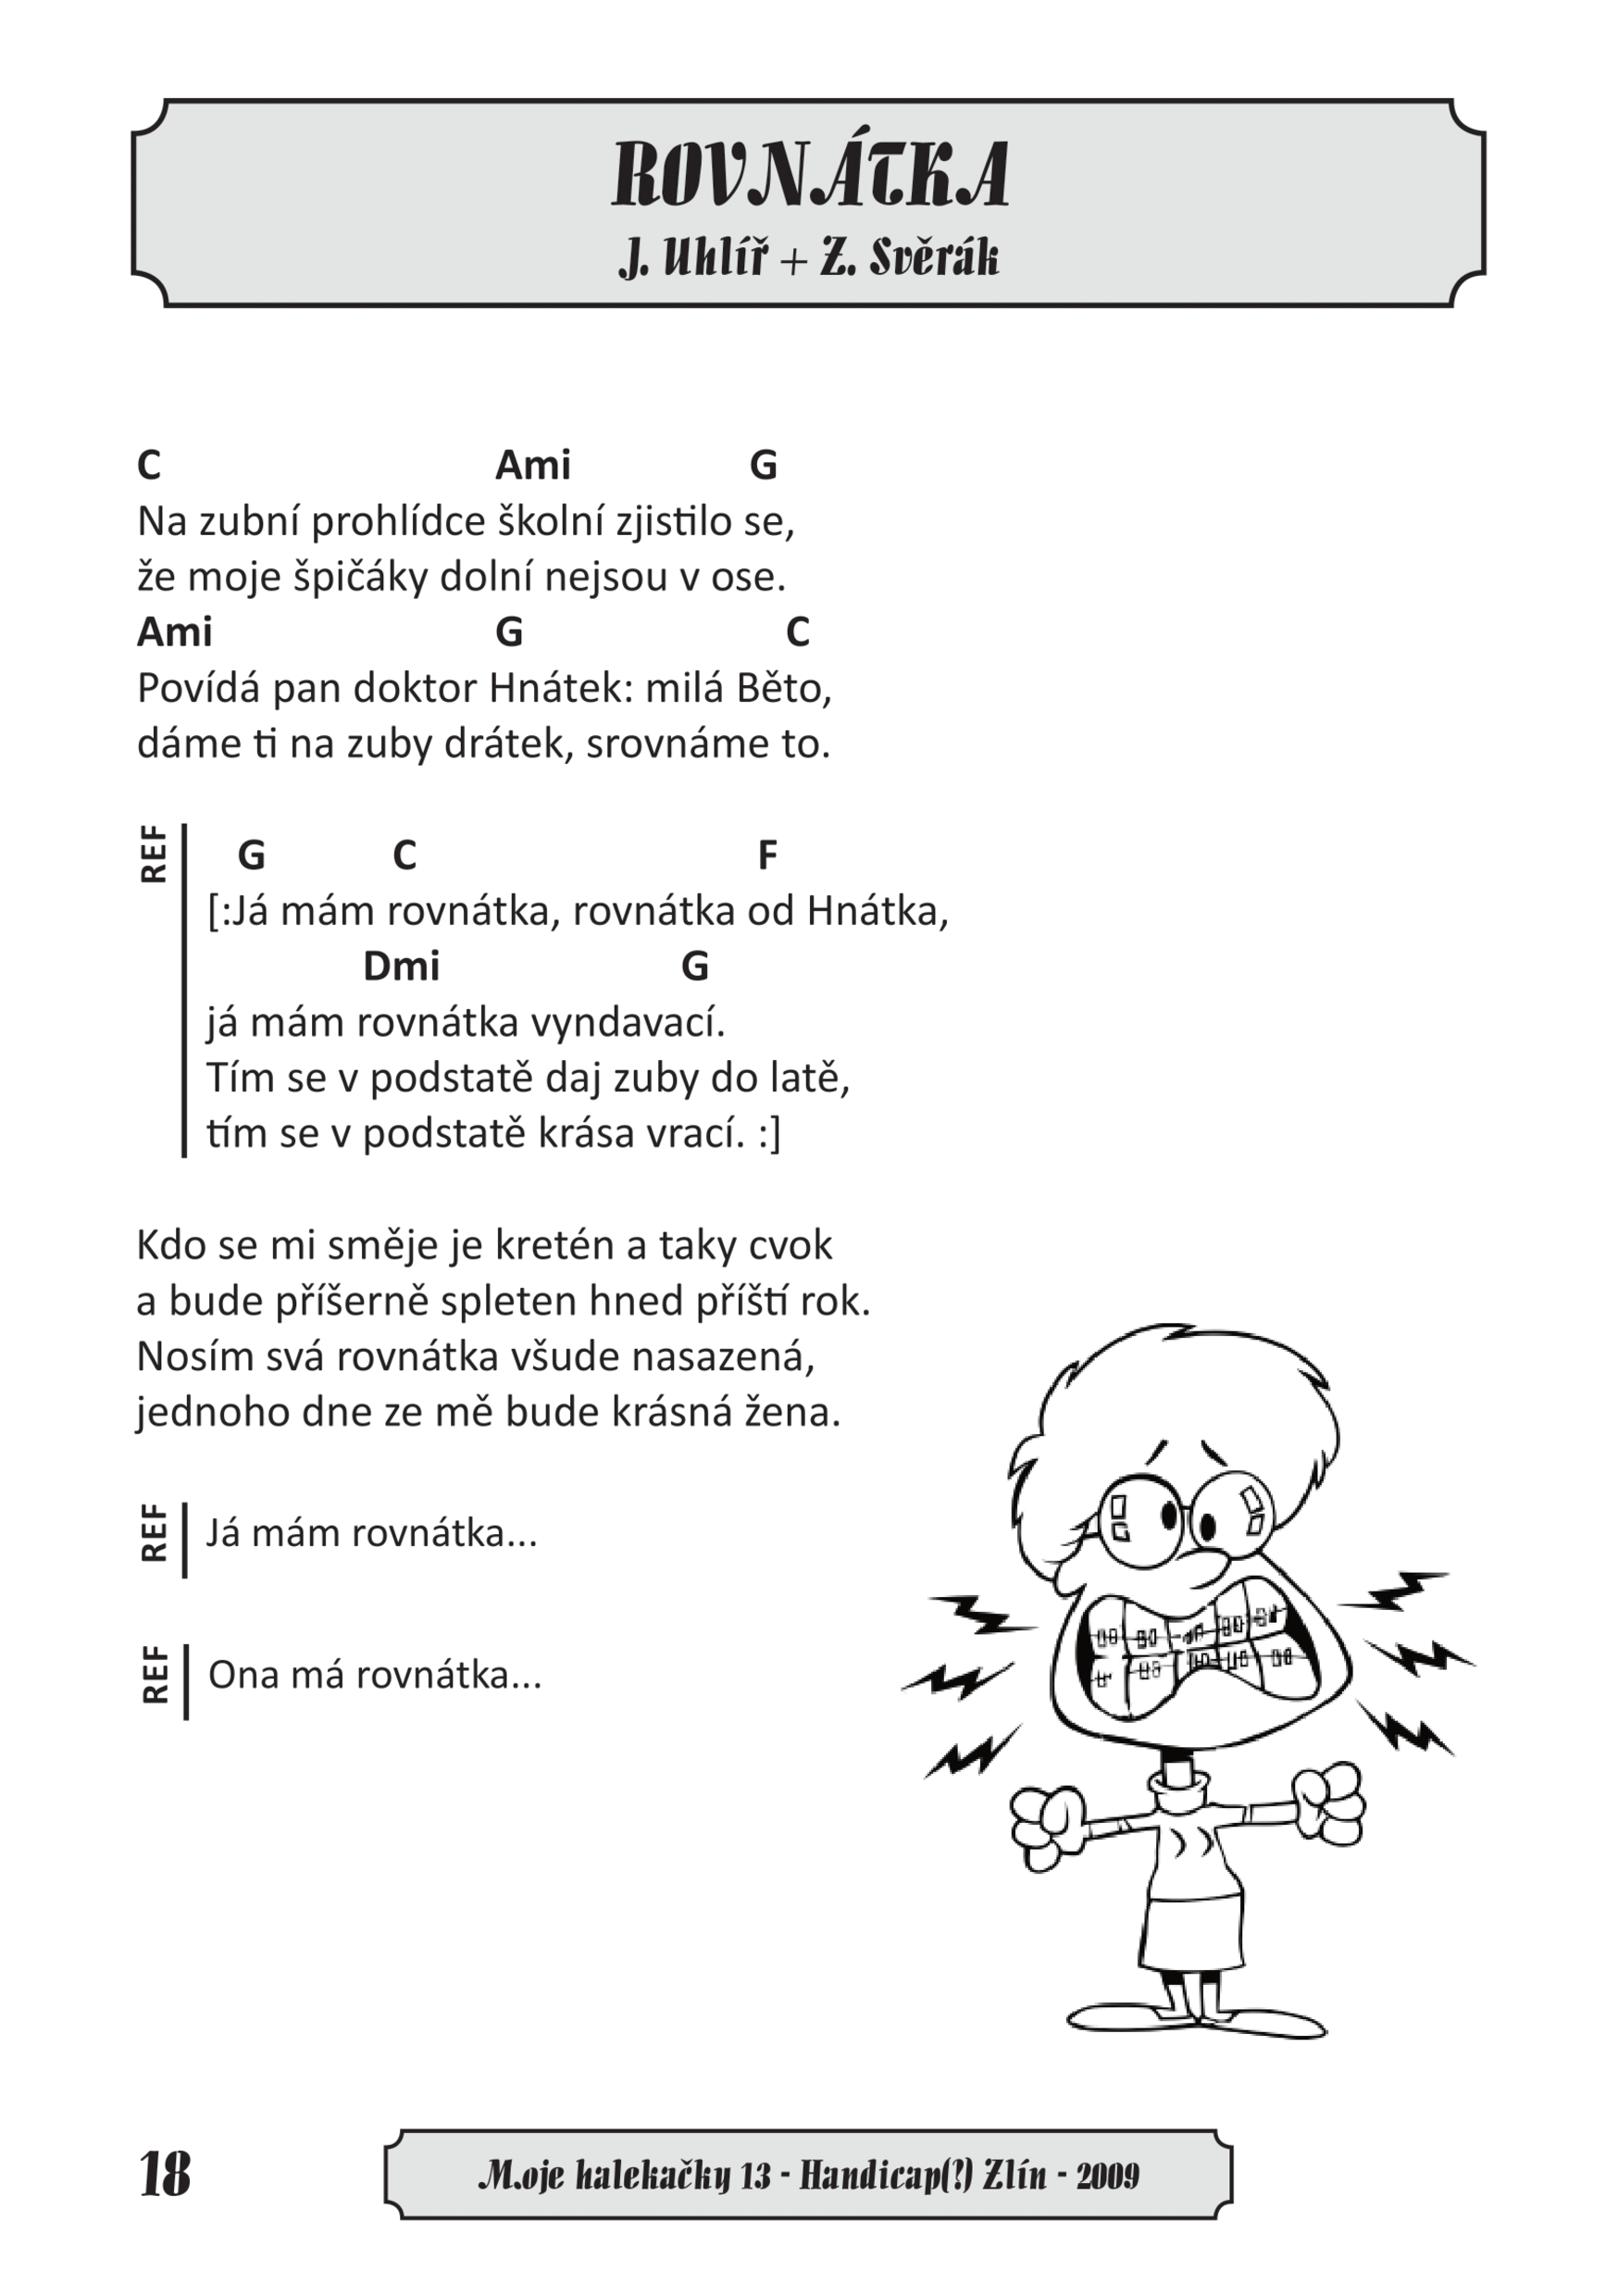 ROVNÁTKA
J. Uhlíř + Z. Svěrák
C Ami G
Na zubní prohlídce školní zjistilo se,
že moje špičáky dolní nejsou v ose.
Ami G C
Povídá pan doktor Hnátek: milá Běto,
dáme ti na zuby drátek, srovnáme to.
REF
G C F
[:Já mám rovnátka, rovnátka od Hnátka,
Dmi G
já mám rovnátka vyndavací.
Tím se v podstatě daj zuby do latě,
tím se v podstatě krása vrací. :]
Kdo se mi směje je kretén a taky cvok
a bude příšerně spleten hned příští rok.
Nosím svá rovnátka všude nasazená,
jednoho dne ze mě bude krásná žena.
REF Já mám rovnátka...
REF Ona má rovnátka...
18
Moje halekačky 13 - Handicap(?) Zlín - 2009